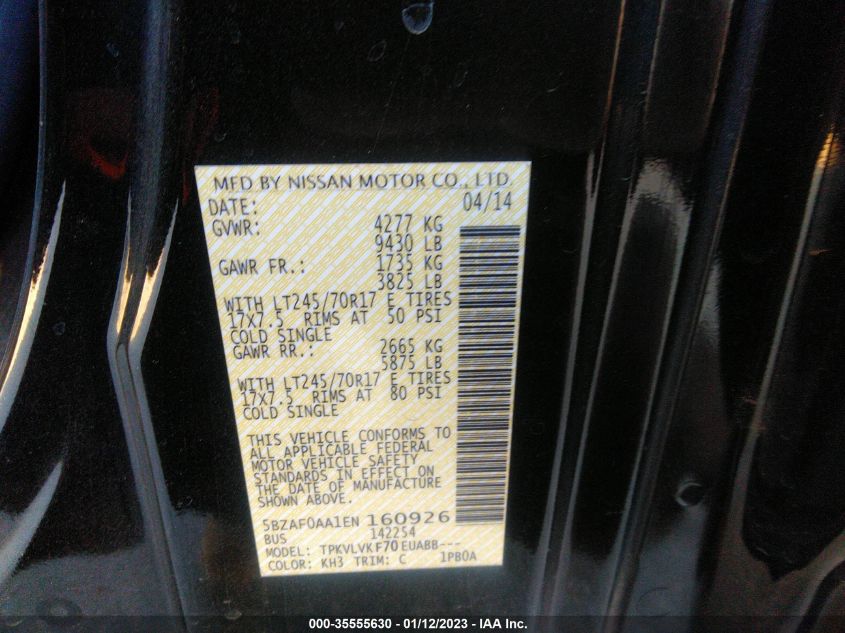 MFD BY NISSAN MOTOR CO., LTD.
DATE: 04/14
GVWR: 4277 KG
9430 LB
GAWR FR.: 1735 KG
3825 LB
WITH LT245/70R17 E TIRES
17X7.5 RIMS AT 50 PSI
COLD SINGLE
GAWR RR.: 2665 KG
5875 LB
WITH LT245/70R17 E TIRES
17X7.5 RIMS AT 80 PSI
COLD SINGLE
THIS VEHICLE CONFORMS TO
ALL APPLICABLE FEDERAL
MOTOR VEHICLE SAFETY
STANDARDS IN EFFECT ON
THE DATE OF MANUFACTURE
SHOWN ABOVE.
5BZAF0AA1EN160926
BUS 142254
MODEL: TPKVLVKF70EUABB---
COLOR: KH3 TRIM: C 1PB0A
000-35555630 - 01/12/2023 - IAA Inc.